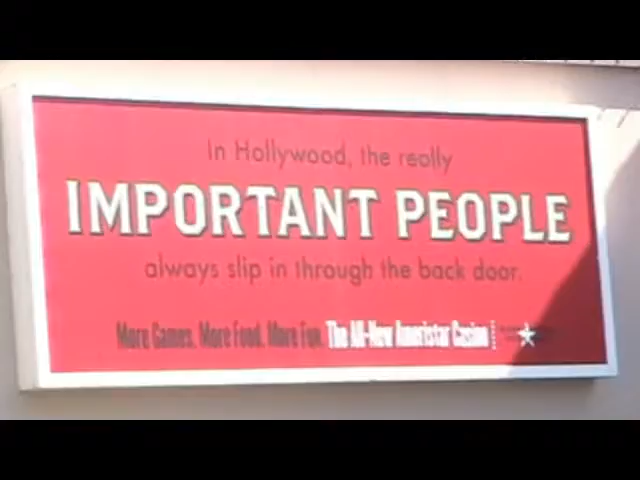 In Hollywood, the really
IMPORTANT PEOPLE
always slip in through the back door.
More Games. More Food. More Fun. The All-New Ameristar Casino